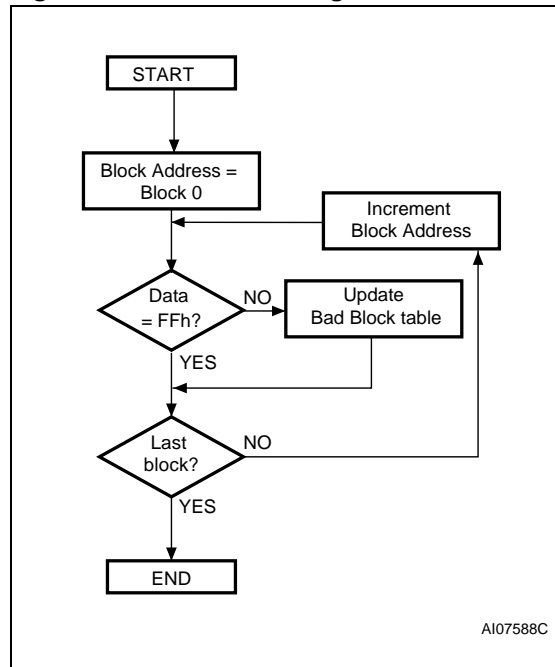 START
Block Address =
Block 0
Increment
Block Address
Data
= FFh?
NO
Update
Bad Block table
YES
Last
block?
NO
YES
END
AI07588C